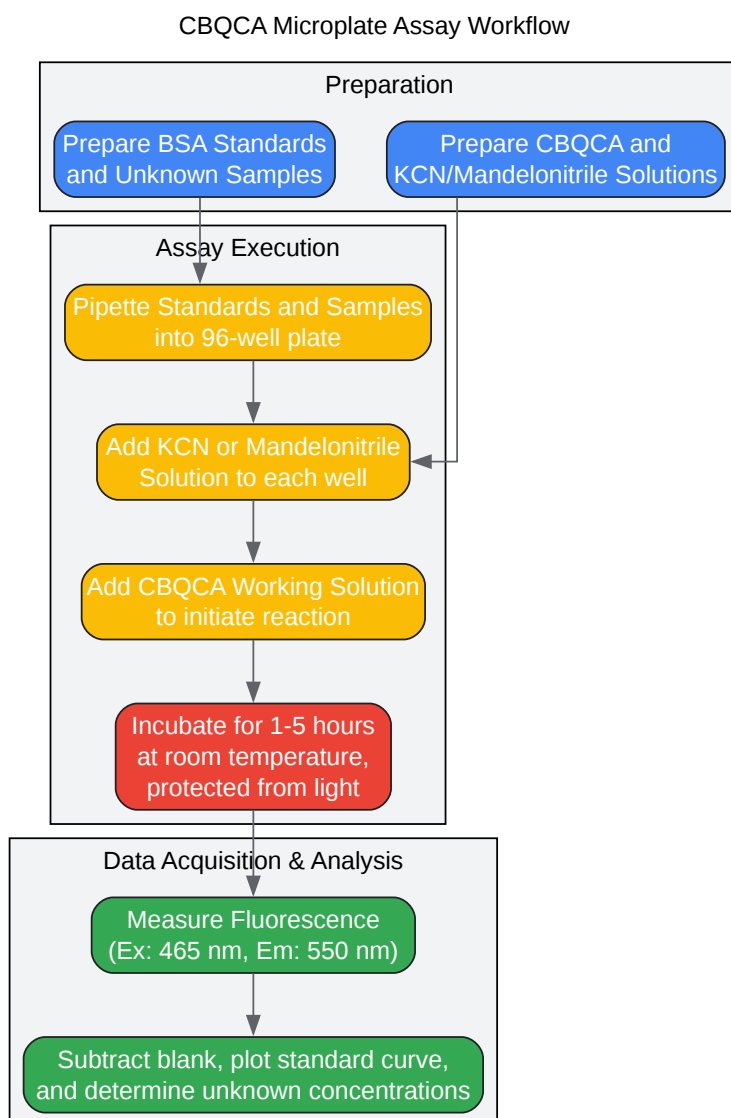 CBQCA Microplate Assay Workflow
Preparation
Prepare BSA Standards
and Unknown Samples
Prepare CBQCA and
KCN/Mandelonitrile Solutions
Assay Execution
Pipette Standards and Samples
into 96-well plate
Add KCN or Mandelonitrile
Solution to each well
Add CBQCA Working Solution
to initiate reaction
Incubate for 1-5 hours
at room temperature,
protected from light
Data Acquisition & Analysis
Measure Fluorescence
(Ex: 465 nm, Em: 550 nm)
Subtract blank, plot standard curve,
and determine unknown concentrations